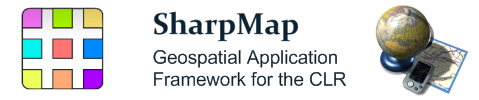 SharpMap
Geospatial Application
Framework for the CLR